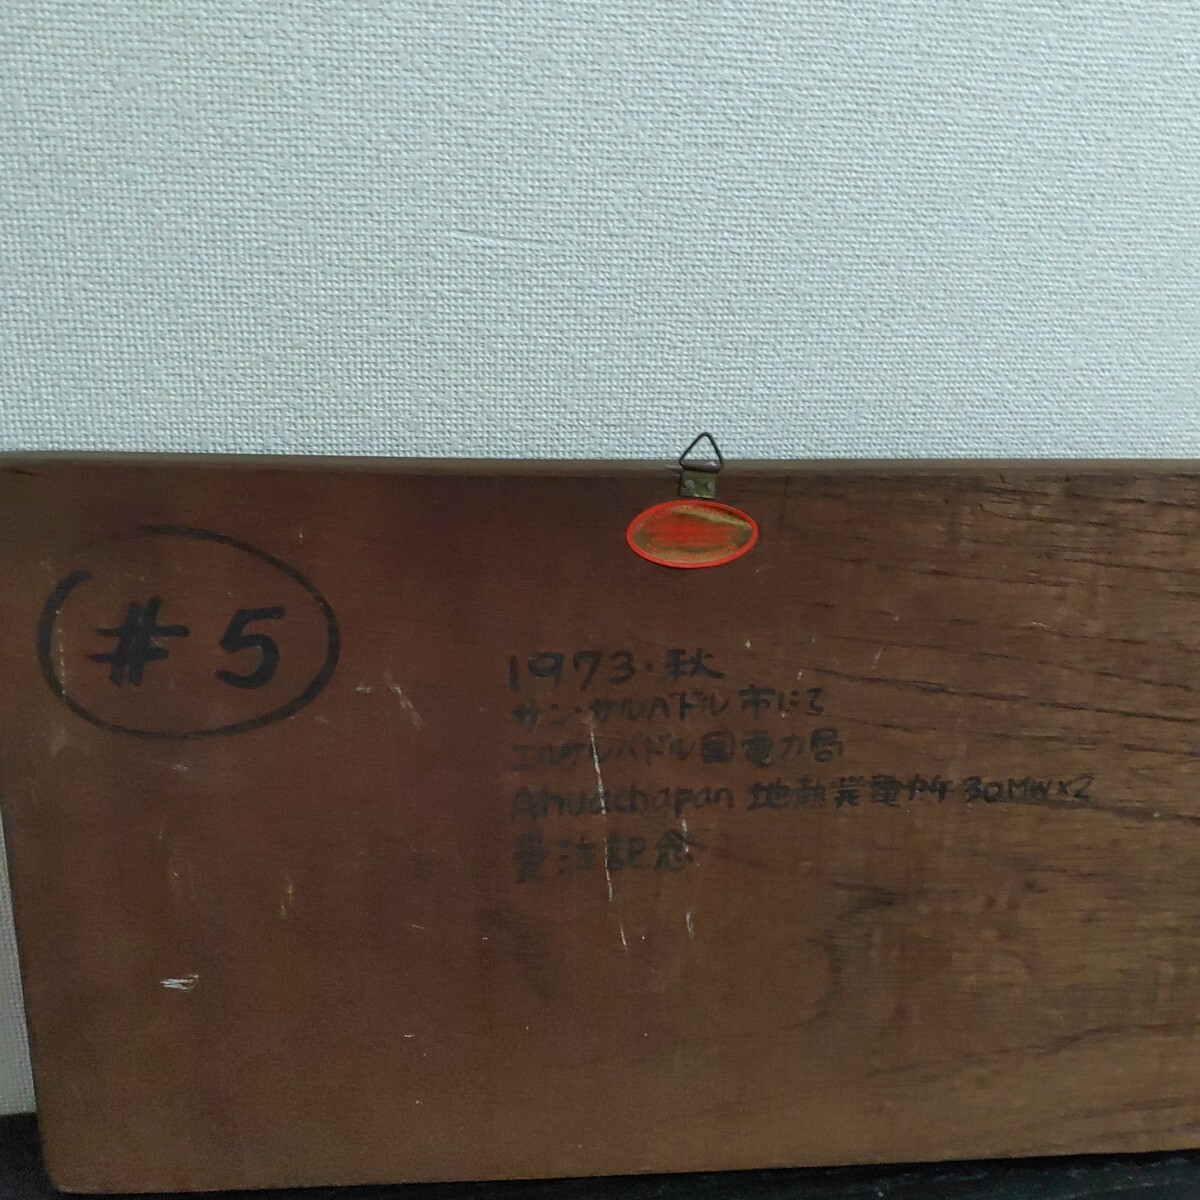 #5
1973.秋
サン・サルバドル市にて
エルサルバドル国電力局
Ahuachapan 地熱発電所 30MW×2
受注記念